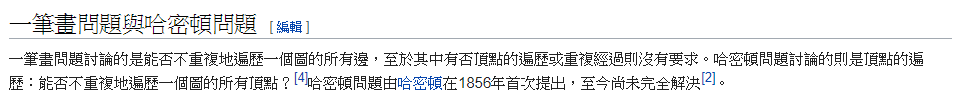 一筆畫問題與哈密頓問題 [編輯]
一筆畫問題討論的是能否不重複地遍歷一個圖的所有邊，至於其中有否頂點的遍歷或重複經過則沒有要求。哈密頓問題討論的則是頂點的遍
歷：能否不重複地遍歷一個圖的所有頂點？[4]哈密頓問題由哈密頓在1856年首次提出，至今尚未完全解決[2]。